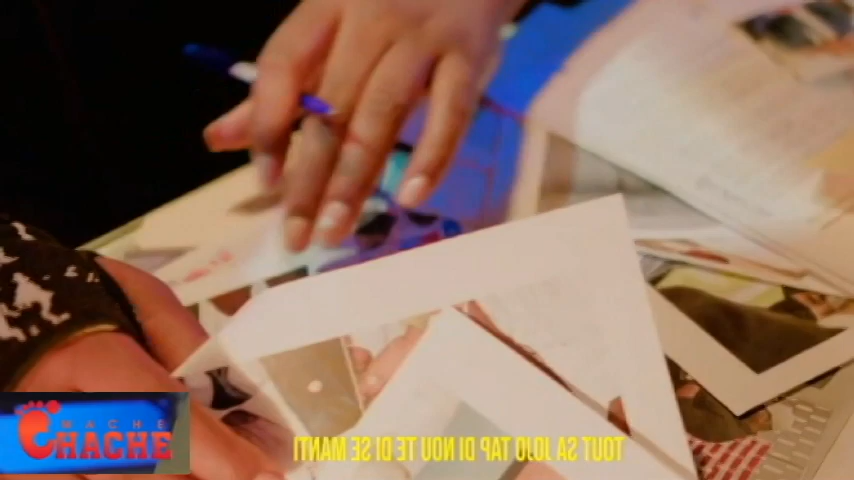 MACHE
CHACHE
TOUT SA JOJO TAP DI NOU TE DI SE MANTI